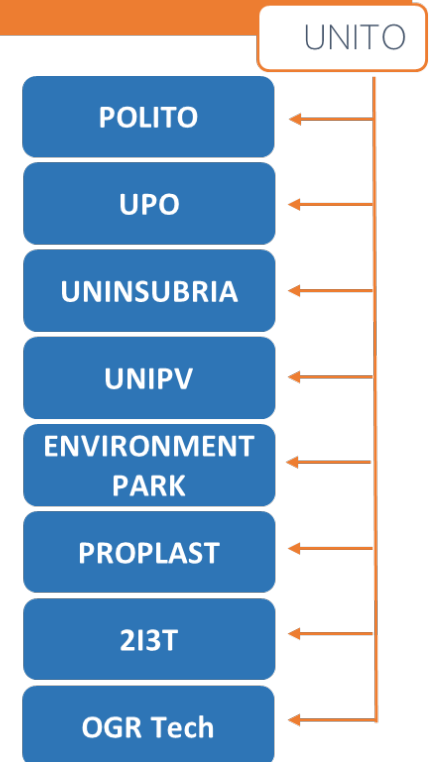 UNITO
POLITO
UPO
UNINSUBRIA
UNIPV
ENVIRONMENT
PARK
PROPLAST
2I3T
OGR Tech